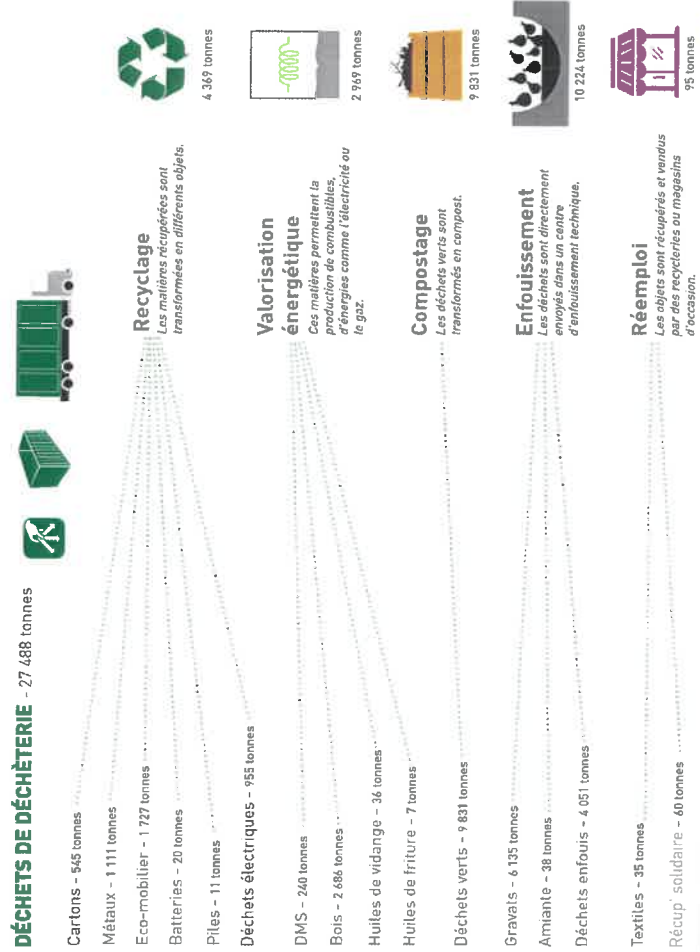 DÉCHETS DE DÉCHÈTERIE - 27 488 tonnes
Cartons - 545 tonnes
Métaux - 1 111 tonnes
Eco-mobilier - 1 727 tonnes
Batteries - 20 tonnes
Piles - 11 tonnes
Déchets électriques - 955 tonnes
Recyclage
Les matières récupérées sont
transformées en différents objets.
4 369 tonnes
DMS - 240 tonnes
Bois - 2 686 tonnes
Huiles de vidange - 36 tonnes
Huiles de friture - 7 tonnes
Valorisation
énergétique
Ces matières permettent la
production de combustibles,
d'énergies comme l'électricité ou
le gaz.
2 969 tonnes
Déchets verts - 9 831 tonnes
Compostage
Les déchets verts sont
transformés en compost.
9 831 tonnes
Gravats - 6 135 tonnes
Amiante - 38 tonnes
Déchets enfouis - 4 051 tonnes
Enfouissement
Les déchets sont directement
envoyés dans un centre
d'enfouissement technique.
10 224 tonnes
Textiles - 35 tonnes
Récup' solidaire - 60 tonnes
Réemploi
Les objets sont récupérés et vendus
par des recycleries ou magasins
d'occasion.
95 tonnes